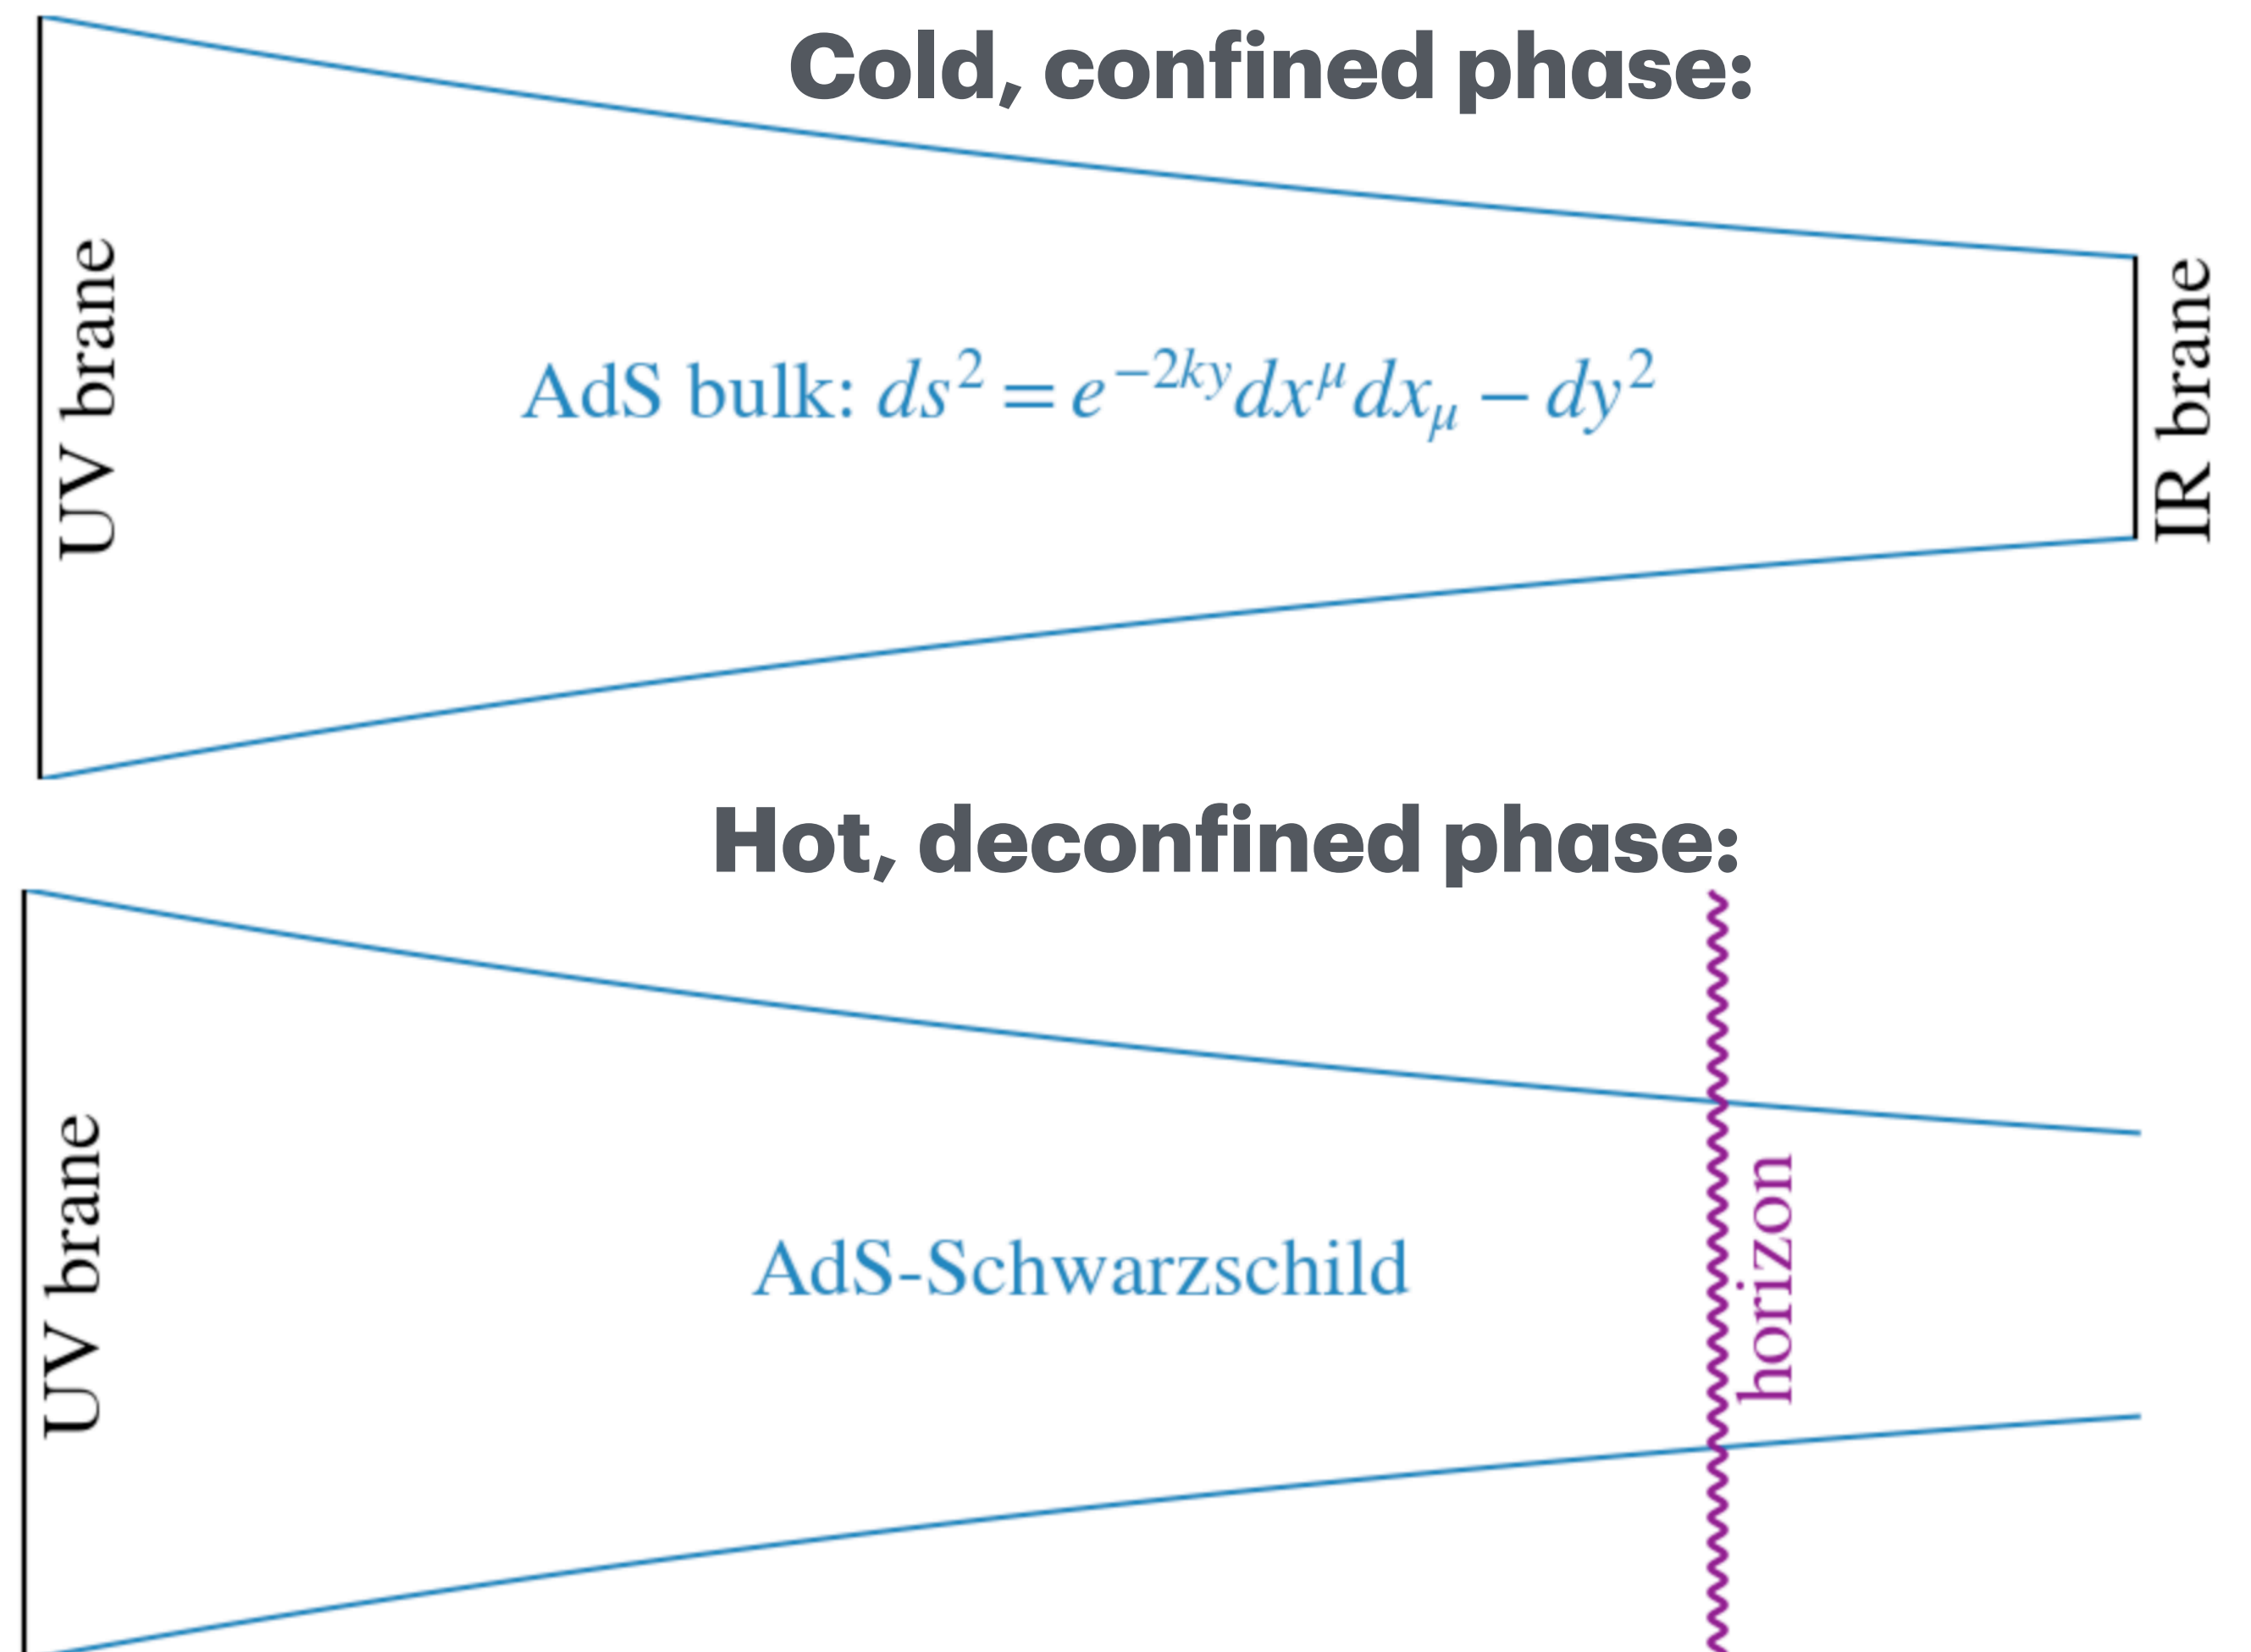 Cold, confined phase:
UV brane
AdS bulk: ds² = e^{−2ky}dx^μ dx_μ − dy²
IR brane
Hot, deconfined phase:
UV brane
AdS-Schwarzschild
horizon